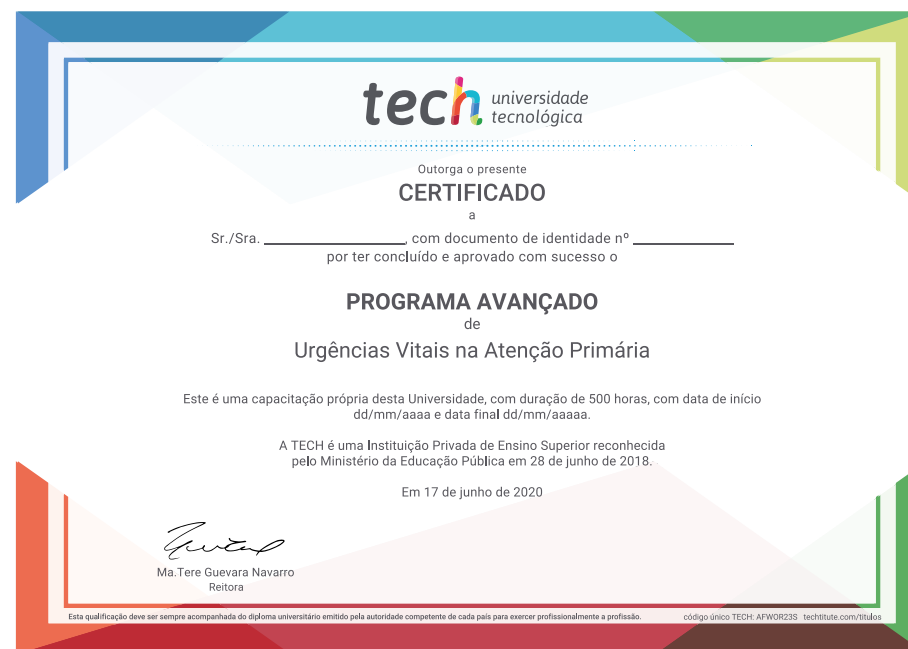 tech universidade
tecnológica
Outorga o presente
CERTIFICADO
a
Sr./Sra. ________________, com documento de identidade nº ____________
por ter concluído e aprovado com sucesso o
PROGRAMA AVANÇADO
de
Urgências Vitais na Atenção Primária
Este é uma capacitação própria desta Universidade, com duração de 500 horas, com data de início
dd/mm/aaaa e data final dd/mm/aaaaa.
A TECH é uma Instituição Privada de Ensino Superior reconhecida
pelo Ministério da Educação Pública em 28 de junho de 2018.
Em 17 de junho de 2020
Ma.Tere Guevara Navarro
Reitora
Esta qualificação deve ser sempre acompanhada do diploma universitário emitido pela autoridade competente de cada país para exercer profissionalmente a profissão. código único TECH: AFWOR23S techtitute.com/titulos